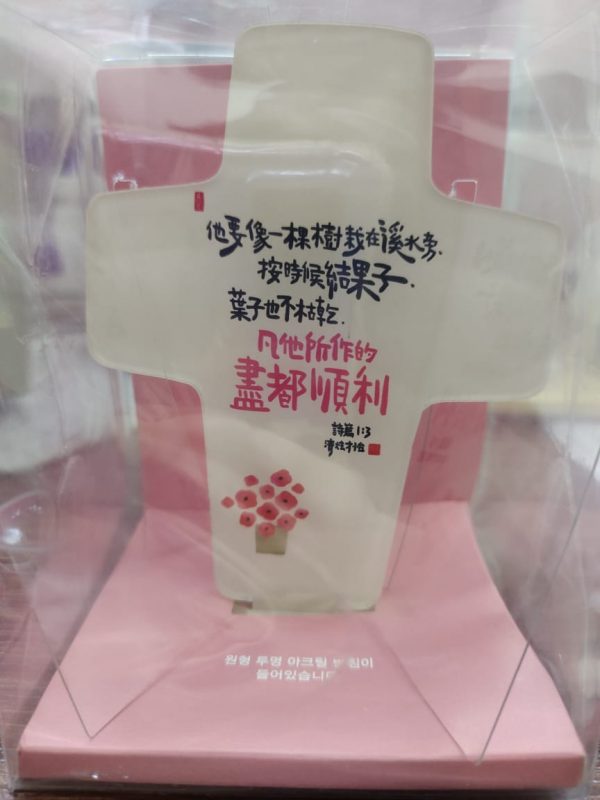 他要像一棵樹栽在溪水旁.
按時候結果子.
葉子也不枯乾.
凡他所作的
盡都順利
詩篇 1:3
원형 투명 아크릴 받침이
들어있습니다